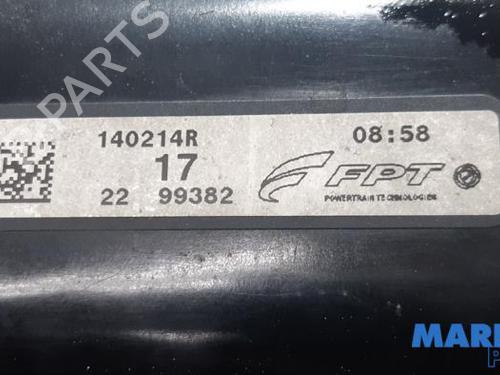 PARTS
140214R
08:58
17
22 99382
FPT
POWERTRAIN TECHNOLOGIES
MAR
P